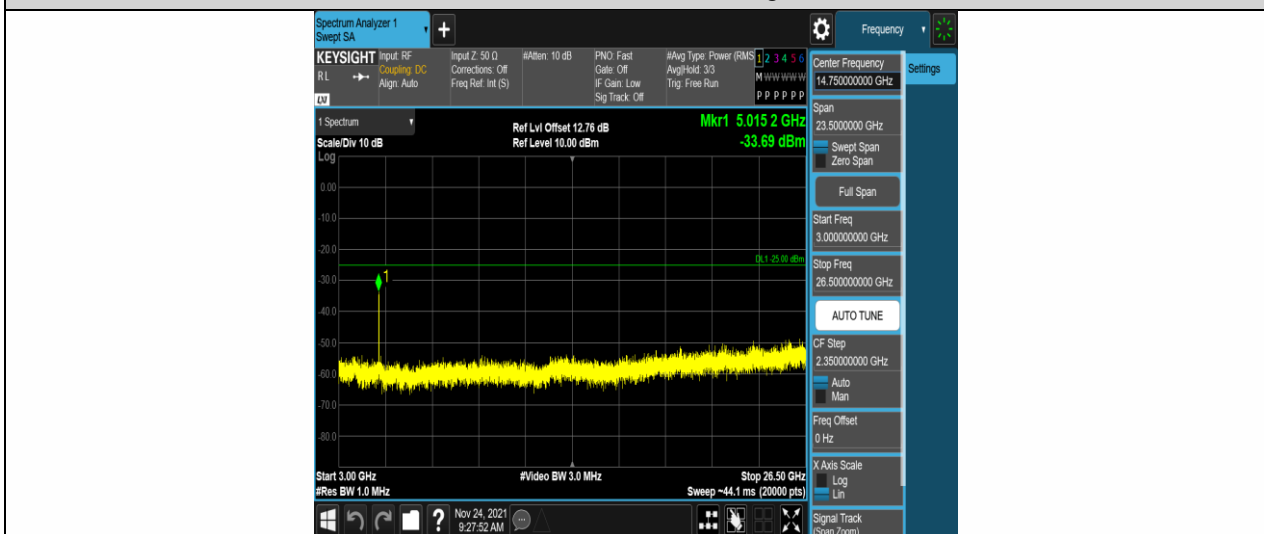 Spectrum Analyzer 1
Swept SA
+
Frequency
KEYSIGHT
R L
LXI
Input: RF
Coupling: DC
Align: Auto
Input Z: 50 Ω
Corrections: Off
Freq Ref: Int (S)
#Atten: 10 dB
PNO: Fast
Gate: Off
IF Gain: Low
Sig Track: Off
#Avg Type: Power (RMS
Avg|Hold: 3/3
Trig: Free Run
1 2 3 4 5 6
M W W W W W
P P P P P P
1 Spectrum
Scale/Div 10 dB
Log
Ref Lvl Offset 12.76 dB
Ref Level 10.00 dBm
Mkr1 5.015 2 GHz
-33.69 dBm
0.00
-10.0
-20.0
DL1 -25.00 dBm
-30.0
1
-40.0
-50.0
-60.0
-70.0
-80.0
Start 3.00 GHz
#Res BW 1.0 MHz
#Video BW 3.0 MHz
Stop 26.50 GHz
Sweep ~44.1 ms (20000 pts)
?
Nov 24, 2021
9:27:52 AM
Center Frequency
14.750000000 GHz
Settings
Span
23.5000000 GHz
Swept Span
Zero Span
Full Span
Start Freq
3.000000000 GHz
Stop Freq
26.500000000 GHz
AUTO TUNE
CF Step
2.350000000 GHz
Auto
Man
Freq Offset
0 Hz
X Axis Scale
Log
Lin
Signal Track
(Span Zoom)